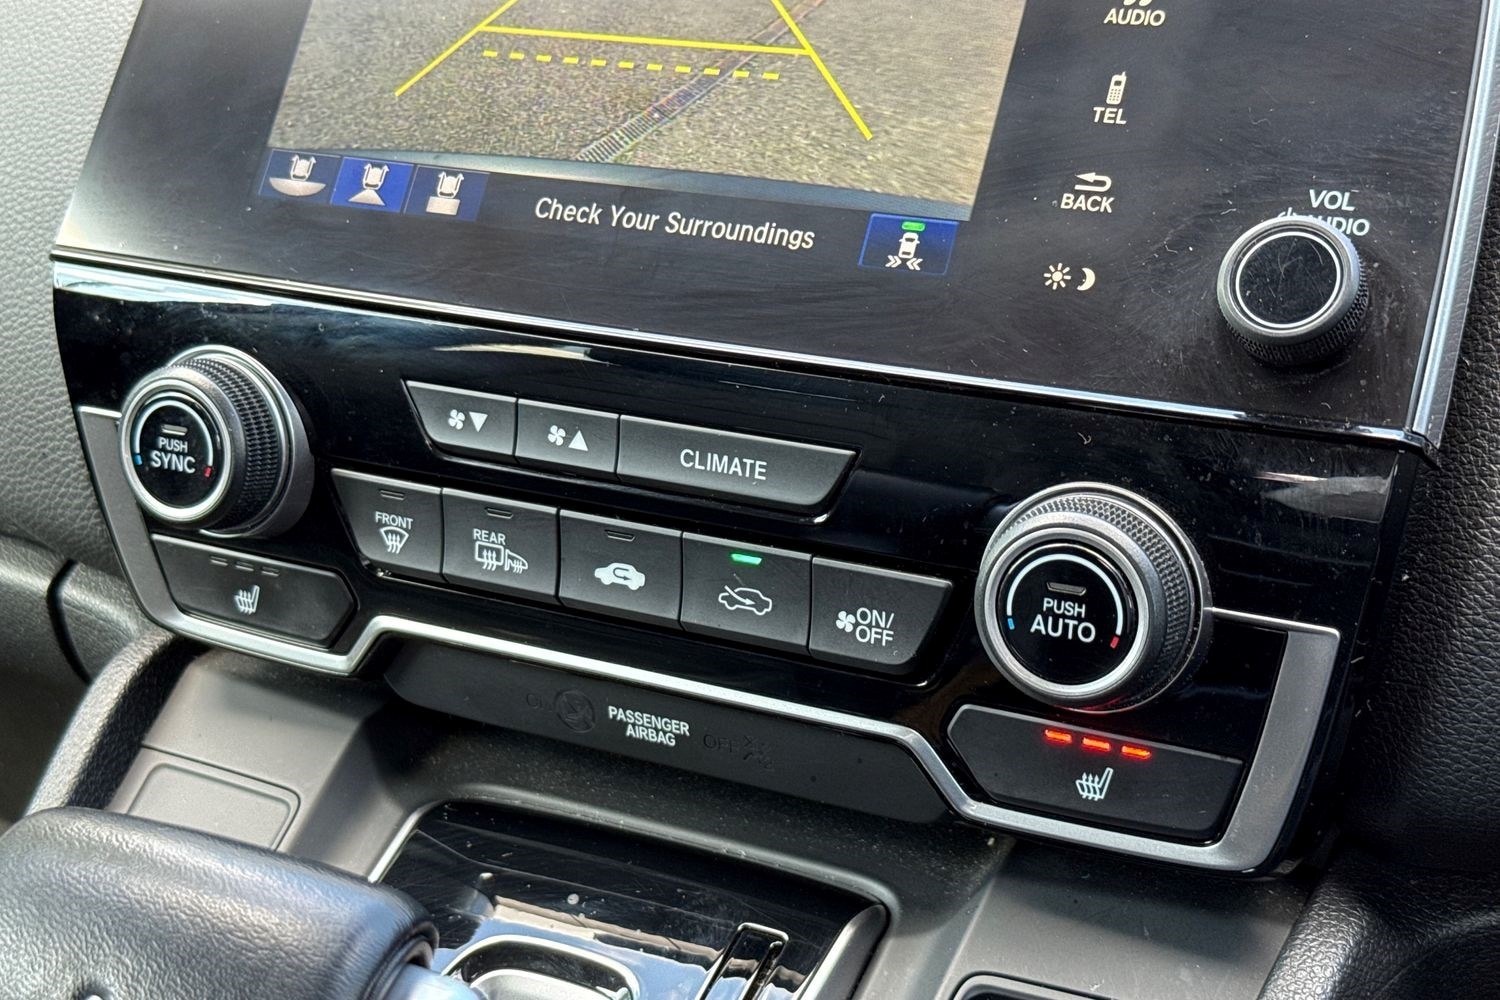 AUDIO
TEL
BACK
VOL
AUDIO
Check Your Surroundings
PUSH
SYNC
CLIMATE
FRONT
REAR
ON/
OFF
PUSH
AUTO
PASSENGER
AIRBAG
OFF